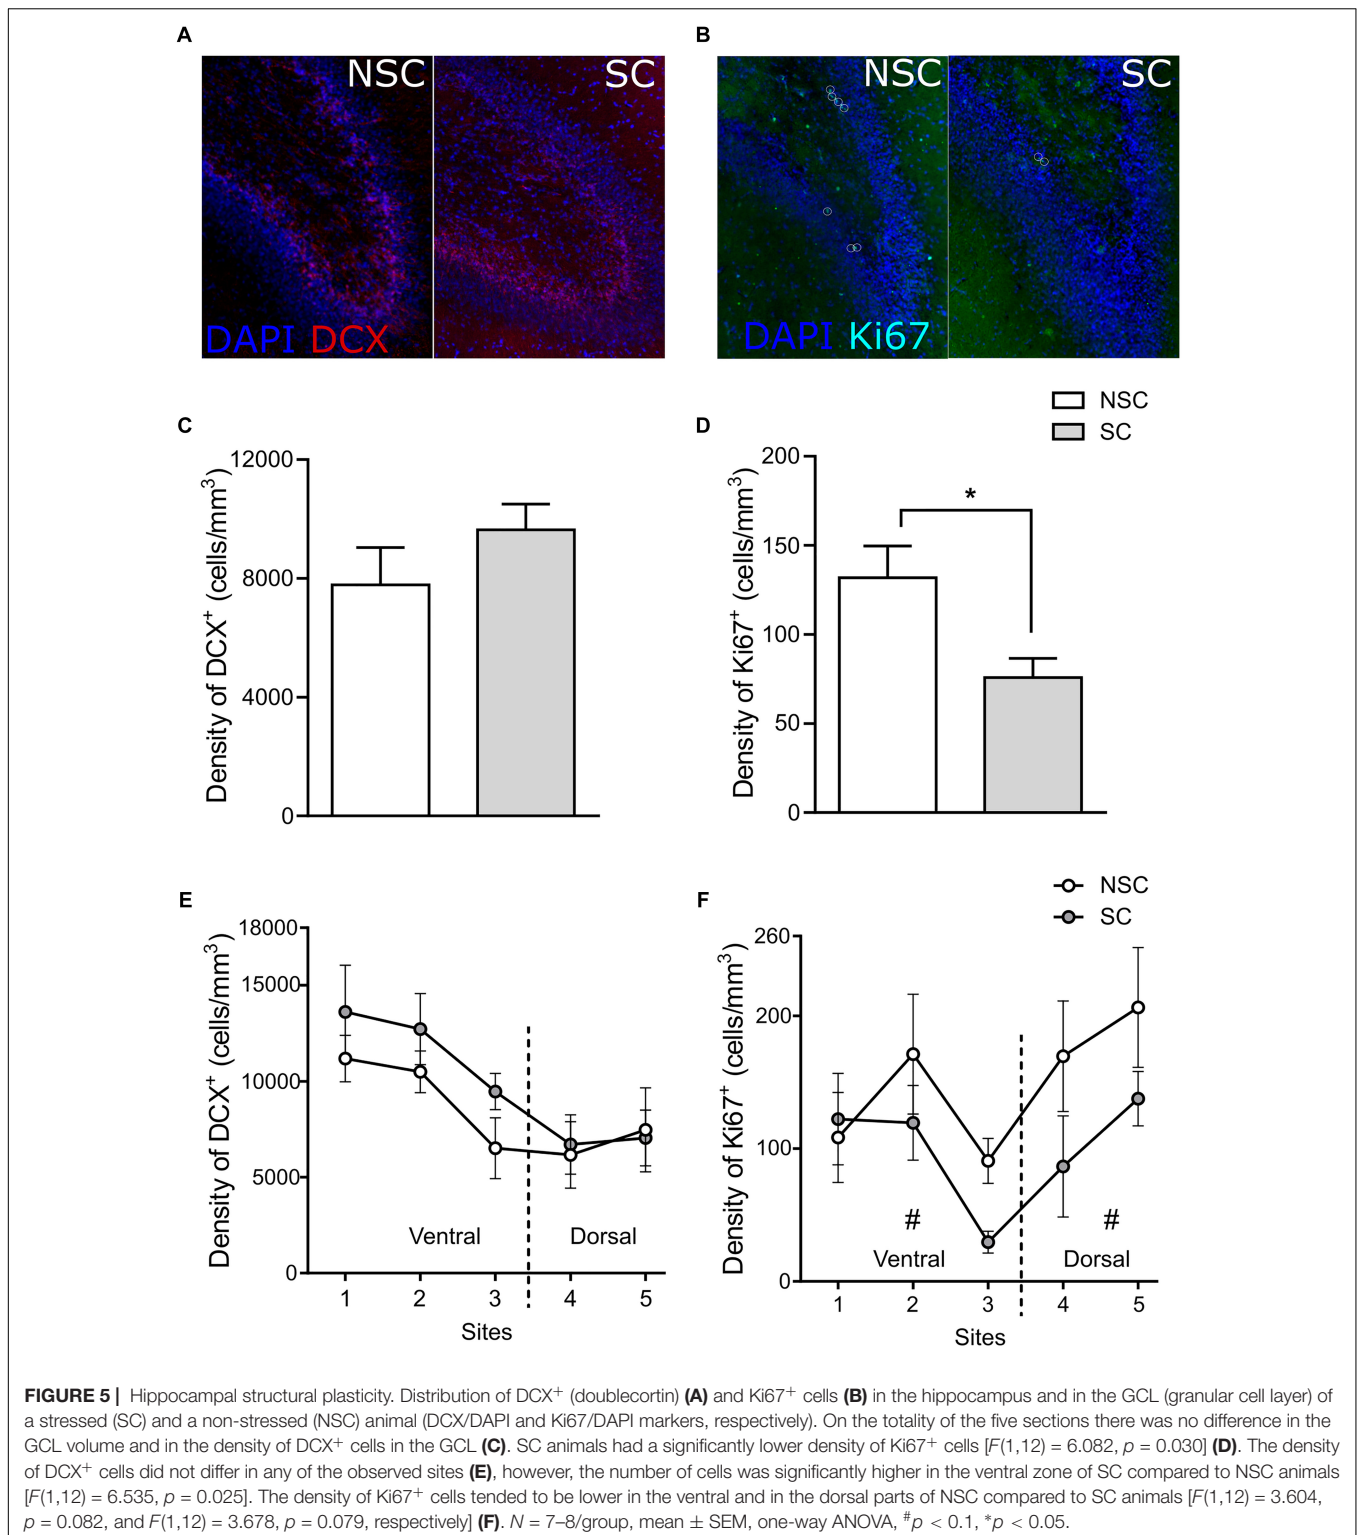 A
B
NSC
SC
NSC
SC
DAPI DCX
DAPI Ki67
NSC
SC
C
D
Density of DCX⁺ (cells/mm³)
12000
8000
4000
0
Density of Ki67⁺ (cells/mm³)
200
150
100
50
0
*
NSC
SC
E
F
Density of DCX⁺ (cells/mm³)
18000
15000
10000
5000
0
Ventral
Dorsal
1 2 3 4 5
Sites
Density of Ki67⁺ (cells/mm³)
260
200
100
0
#
#
Ventral
Dorsal
1 2 3 4 5
Sites
FIGURE 5 | Hippocampal structural plasticity. Distribution of DCX⁺ (doublecortin) (A) and Ki67⁺ cells (B) in the hippocampus and in the GCL (granular cell layer) of
a stressed (SC) and a non-stressed (NSC) animal (DCX/DAPI and Ki67/DAPI markers, respectively). On the totality of the five sections there was no difference in the
GCL volume and in the density of DCX⁺ cells in the GCL (C). SC animals had a significantly lower density of Ki67⁺ cells [F(1,12) = 6.082, p = 0.030] (D). The density
of DCX⁺ cells did not differ in any of the observed sites (E), however, the number of cells was significantly higher in the ventral zone of SC compared to NSC animals
[F(1,12) = 6.535, p = 0.025]. The density of Ki67⁺ cells tended to be lower in the ventral and in the dorsal parts of NSC compared to SC animals [F(1,12) = 3.604,
p = 0.082, and F(1,12) = 3.678, p = 0.079, respectively] (F). N = 7–8/group, mean ± SEM, one-way ANOVA, #p < 0.1, *p < 0.05.